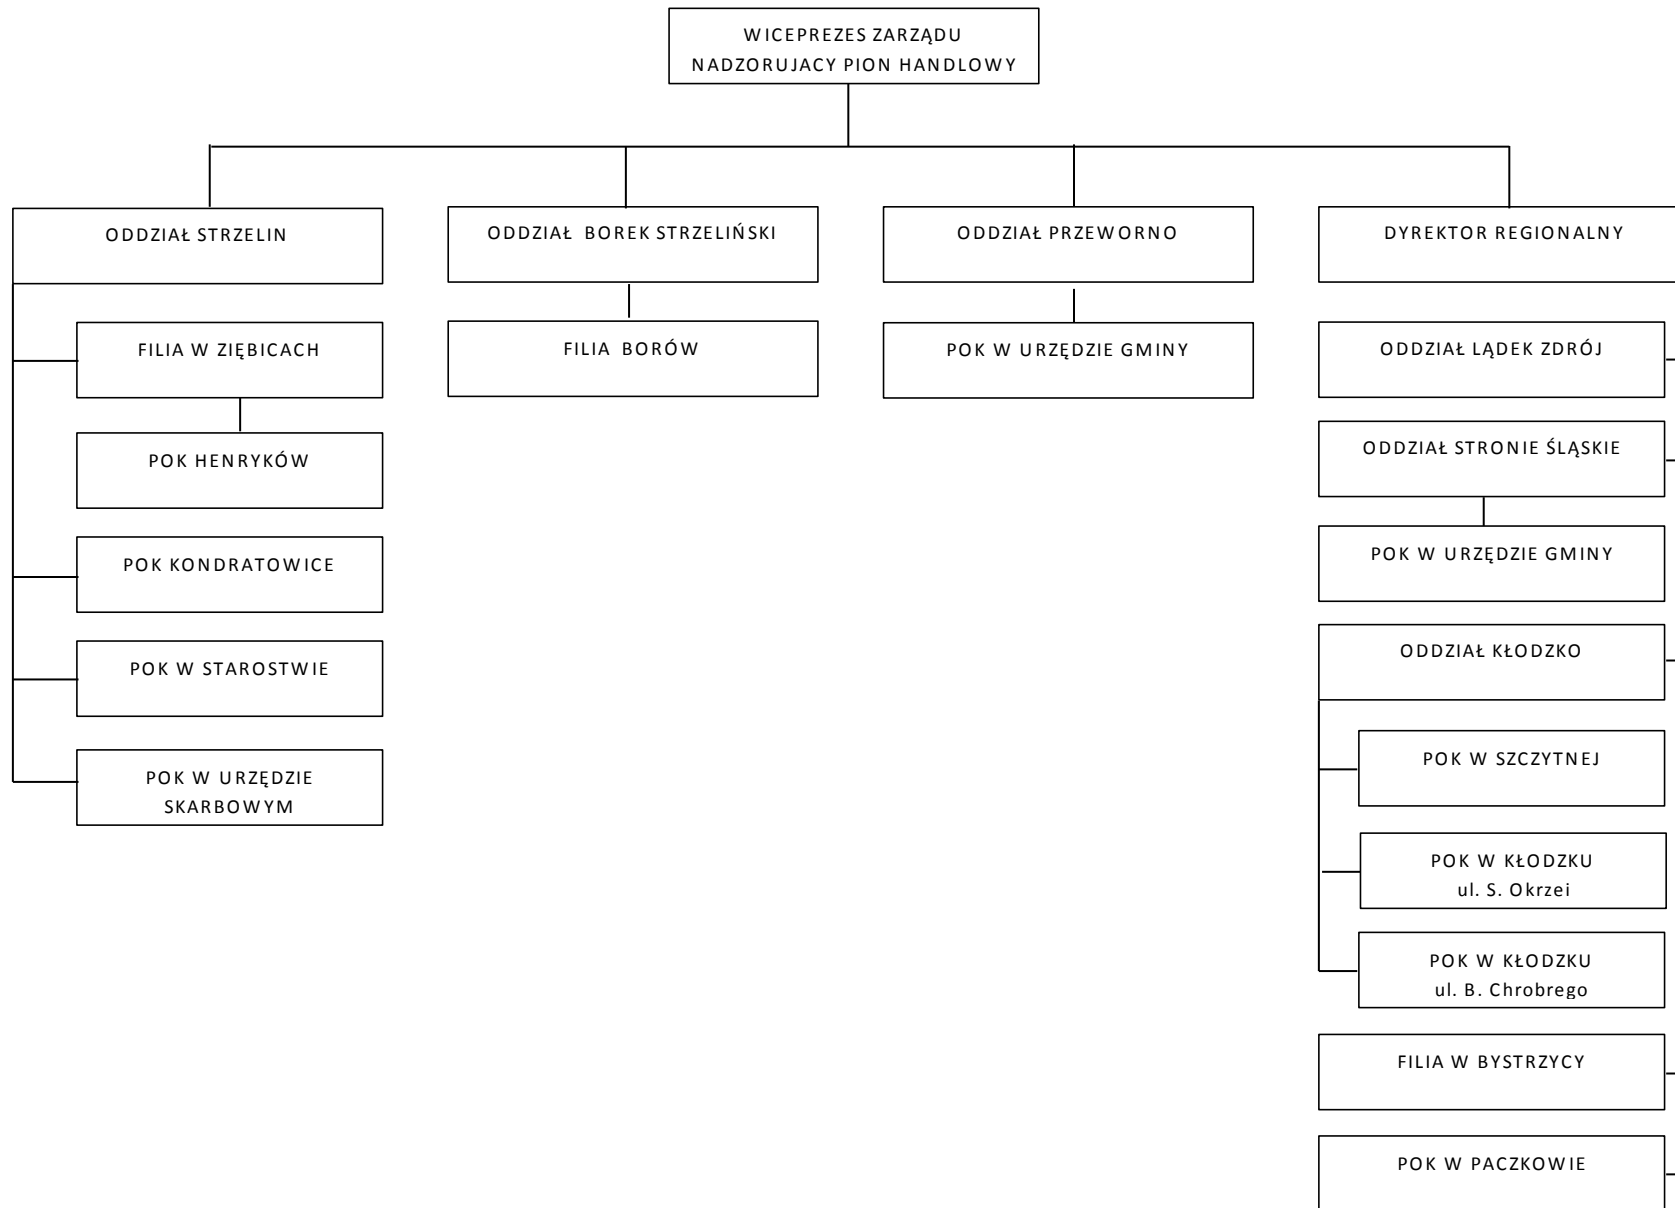 WICEPREZES ZARZĄDU
NADZORUJACY PION HANDLOWY
ODDZIAŁ STRZELIN
ODDZIAŁ BOREK STRZELIŃSKI
ODDZIAŁ PRZEWORNO
DYREKTOR REGIONALNY
FILIA W ZIĘBICACH
FILIA BORÓW
POK W URZĘDZIE GMINY
ODDZIAŁ LĄDEK ZDRÓJ
POK HENRYKÓW
ODDZIAŁ STRONIE ŚLĄSKIE
POK KONDRATOWICE
POK W URZĘDZIE GMINY
POK W STAROSTWIE
ODDZIAŁ KŁODZKO
POK W URZĘDZIE
SKARBOWYM
POK W SZCZYTNEJ
POK W KŁODZKU
ul. S. Okrzei
POK W KŁODZKU
ul. B. Chrobrego
FILIA W BYSTRZYCY
POK W PACZKOWIE